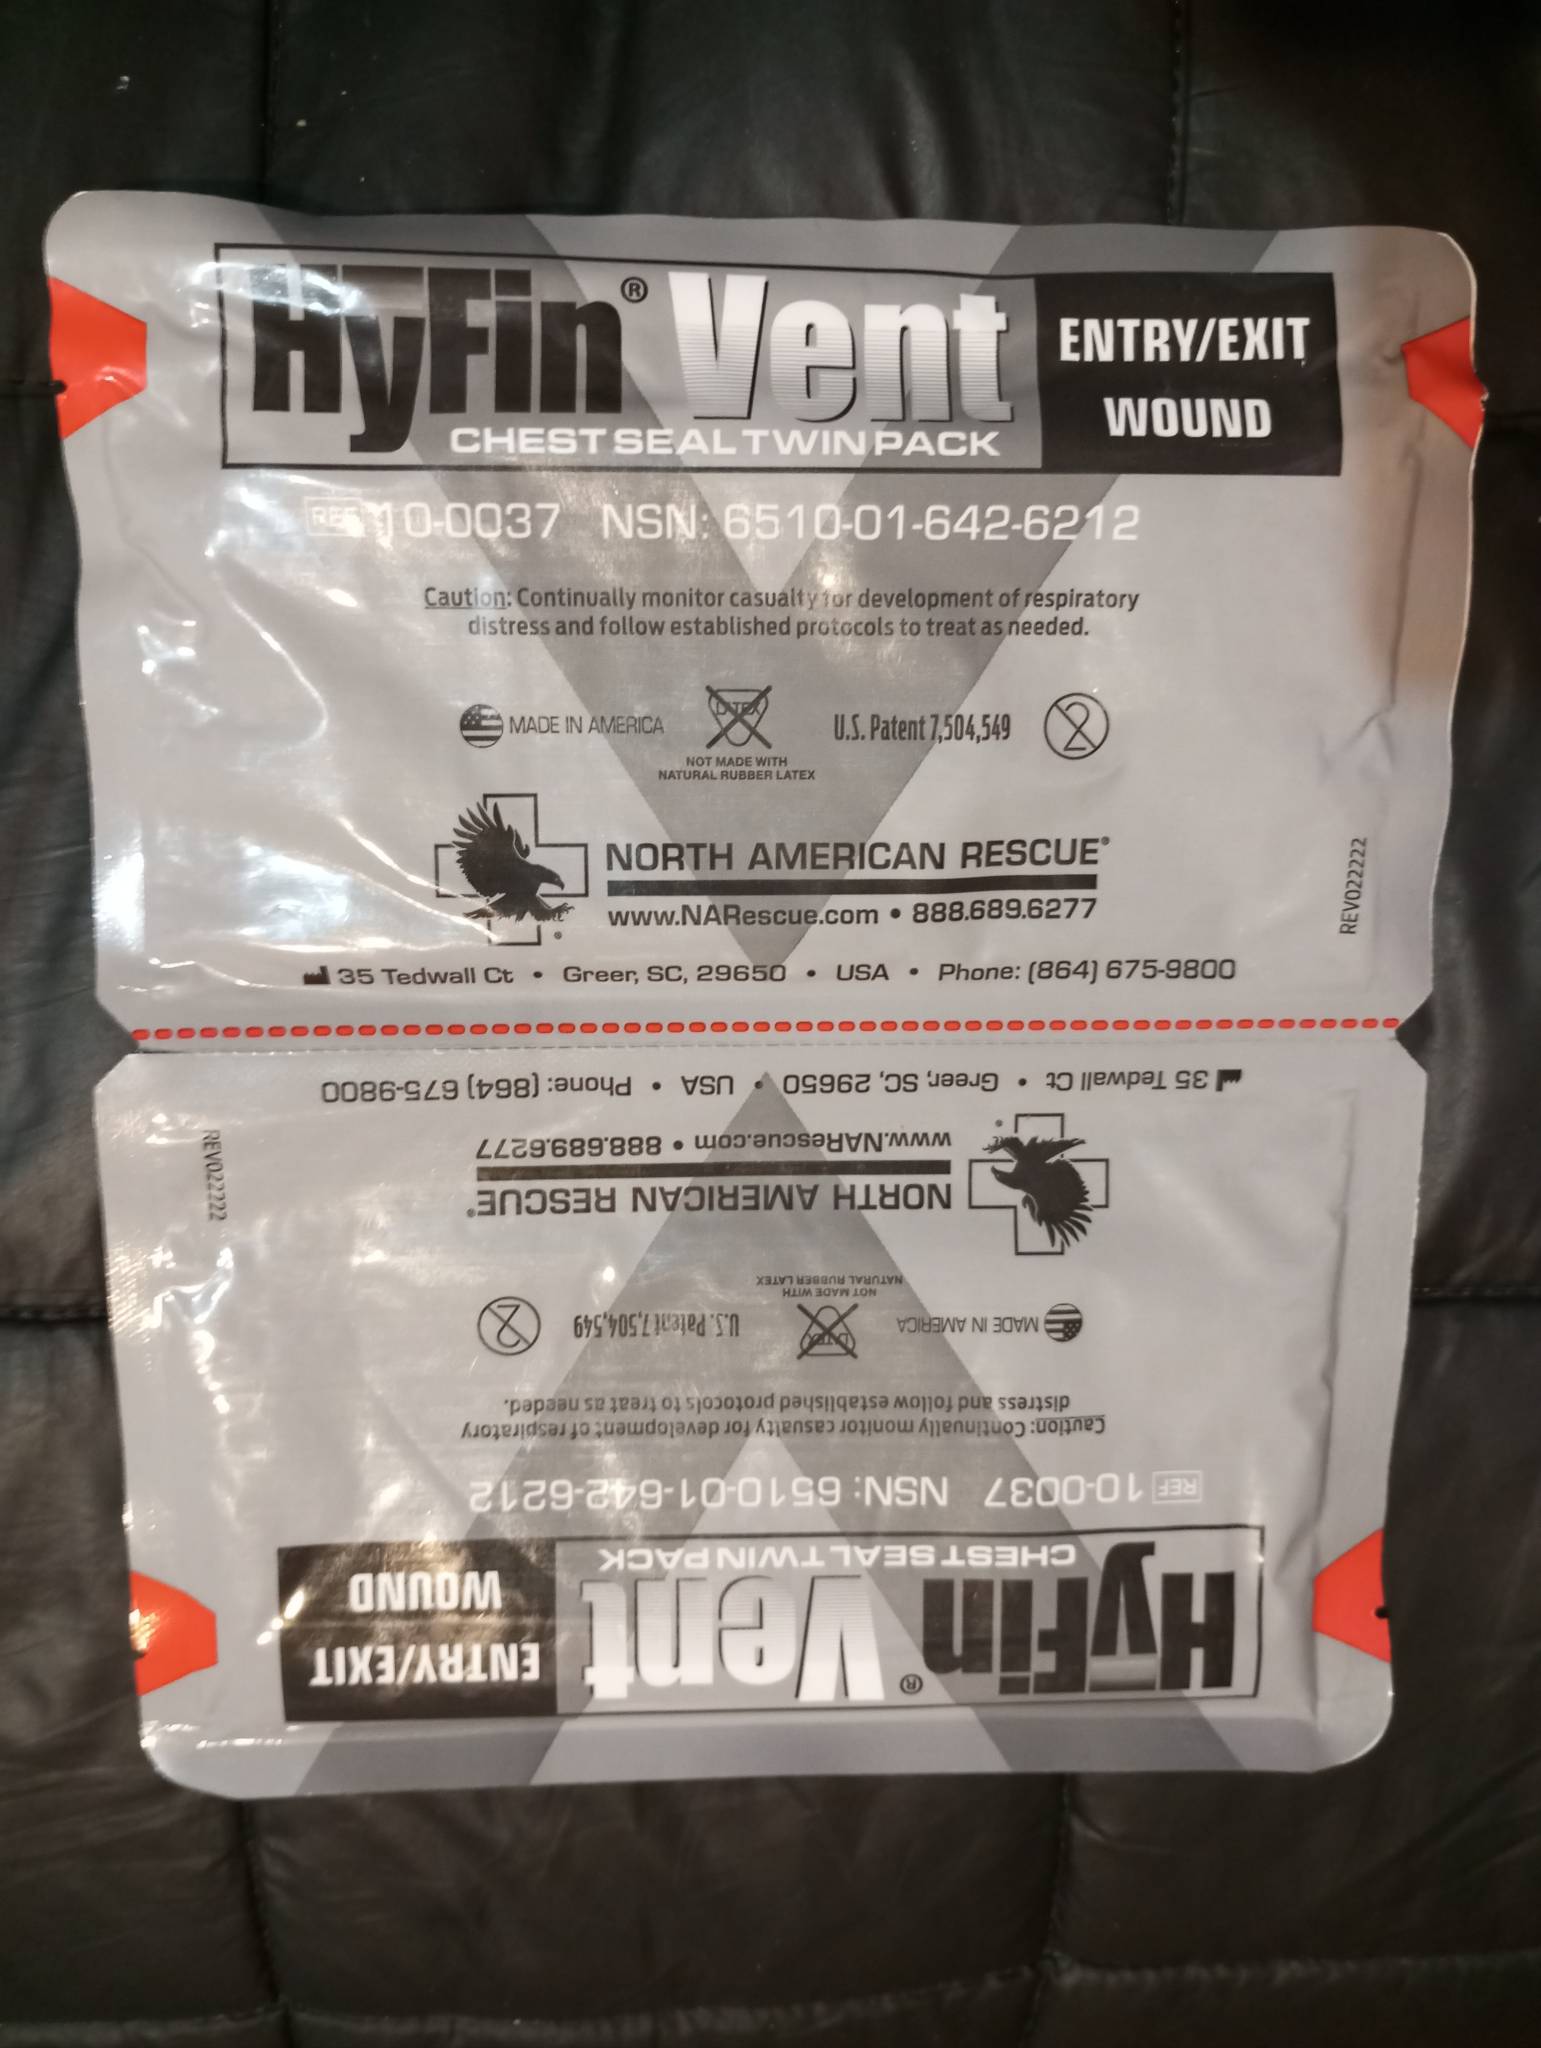 HyFin® Vent
CHEST SEAL TWIN PACK
ENTRY/EXIT
WOUND
REF 10-0037 NSN: 6510-01-642-6212
Caution: Continually monitor casualty for development of respiratory
distress and follow established protocols to treat as needed.
MADE IN AMERICA
LATEX
NOT MADE WITH
NATURAL RUBBER LATEX
U.S. Patent 7,504,549
2
NORTH AMERICAN RESCUE®
www.NARescue.com • 888.689.6277
®
REV022222
35 Tedwall Ct • Greer, SC, 29650 • USA • Phone: (864) 675-9800
35 Tedwall Ct • Greer, SC, 29650 • USA • Phone: (864) 675-9800
www.NARescue.com • 888.689.6277
NORTH AMERICAN RESCUE®
®
REV022222
NOT MADE WITH
NATURAL RUBBER LATEX
LATEX
MADE IN AMERICA
U.S. Patent 7,504,549
2
Caution: Continually monitor casualty for development of respiratory
distress and follow established protocols to treat as needed.
REF 10-0037 NSN: 6510-01-642-6212
HyFin® Vent
CHEST SEAL TWIN PACK
ENTRY/EXIT
WOUND